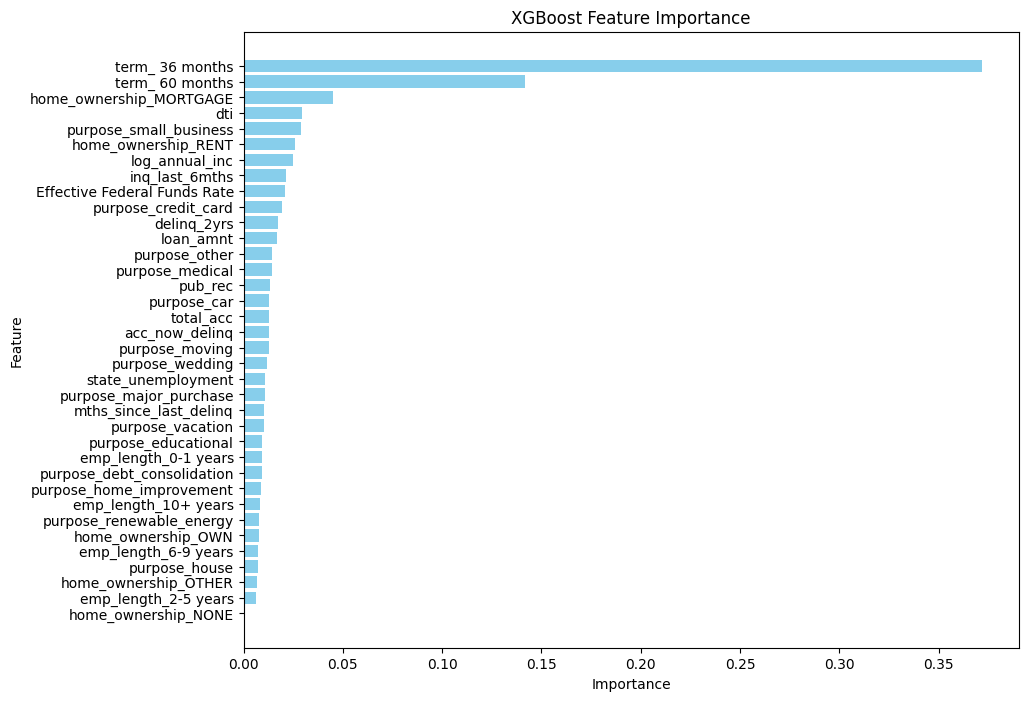 XGBoost Feature Importance
term_ 36 months
term_ 60 months
home_ownership_MORTGAGE
dti
purpose_small_business
home_ownership_RENT
log_annual_inc
inq_last_6mths
Effective Federal Funds Rate
purpose_credit_card
delinq_2yrs
loan_amnt
purpose_other
purpose_medical
pub_rec
purpose_car
total_acc
acc_now_delinq
purpose_moving
purpose_wedding
state_unemployment
purpose_major_purchase
mths_since_last_delinq
purpose_vacation
purpose_educational
emp_length_0-1 years
purpose_debt_consolidation
purpose_home_improvement
emp_length_10+ years
purpose_renewable_energy
home_ownership_OWN
emp_length_6-9 years
purpose_house
home_ownership_OTHER
emp_length_2-5 years
home_ownership_NONE
Feature
0.00 0.05 0.10 0.15 0.20 0.25 0.30 0.35
Importance